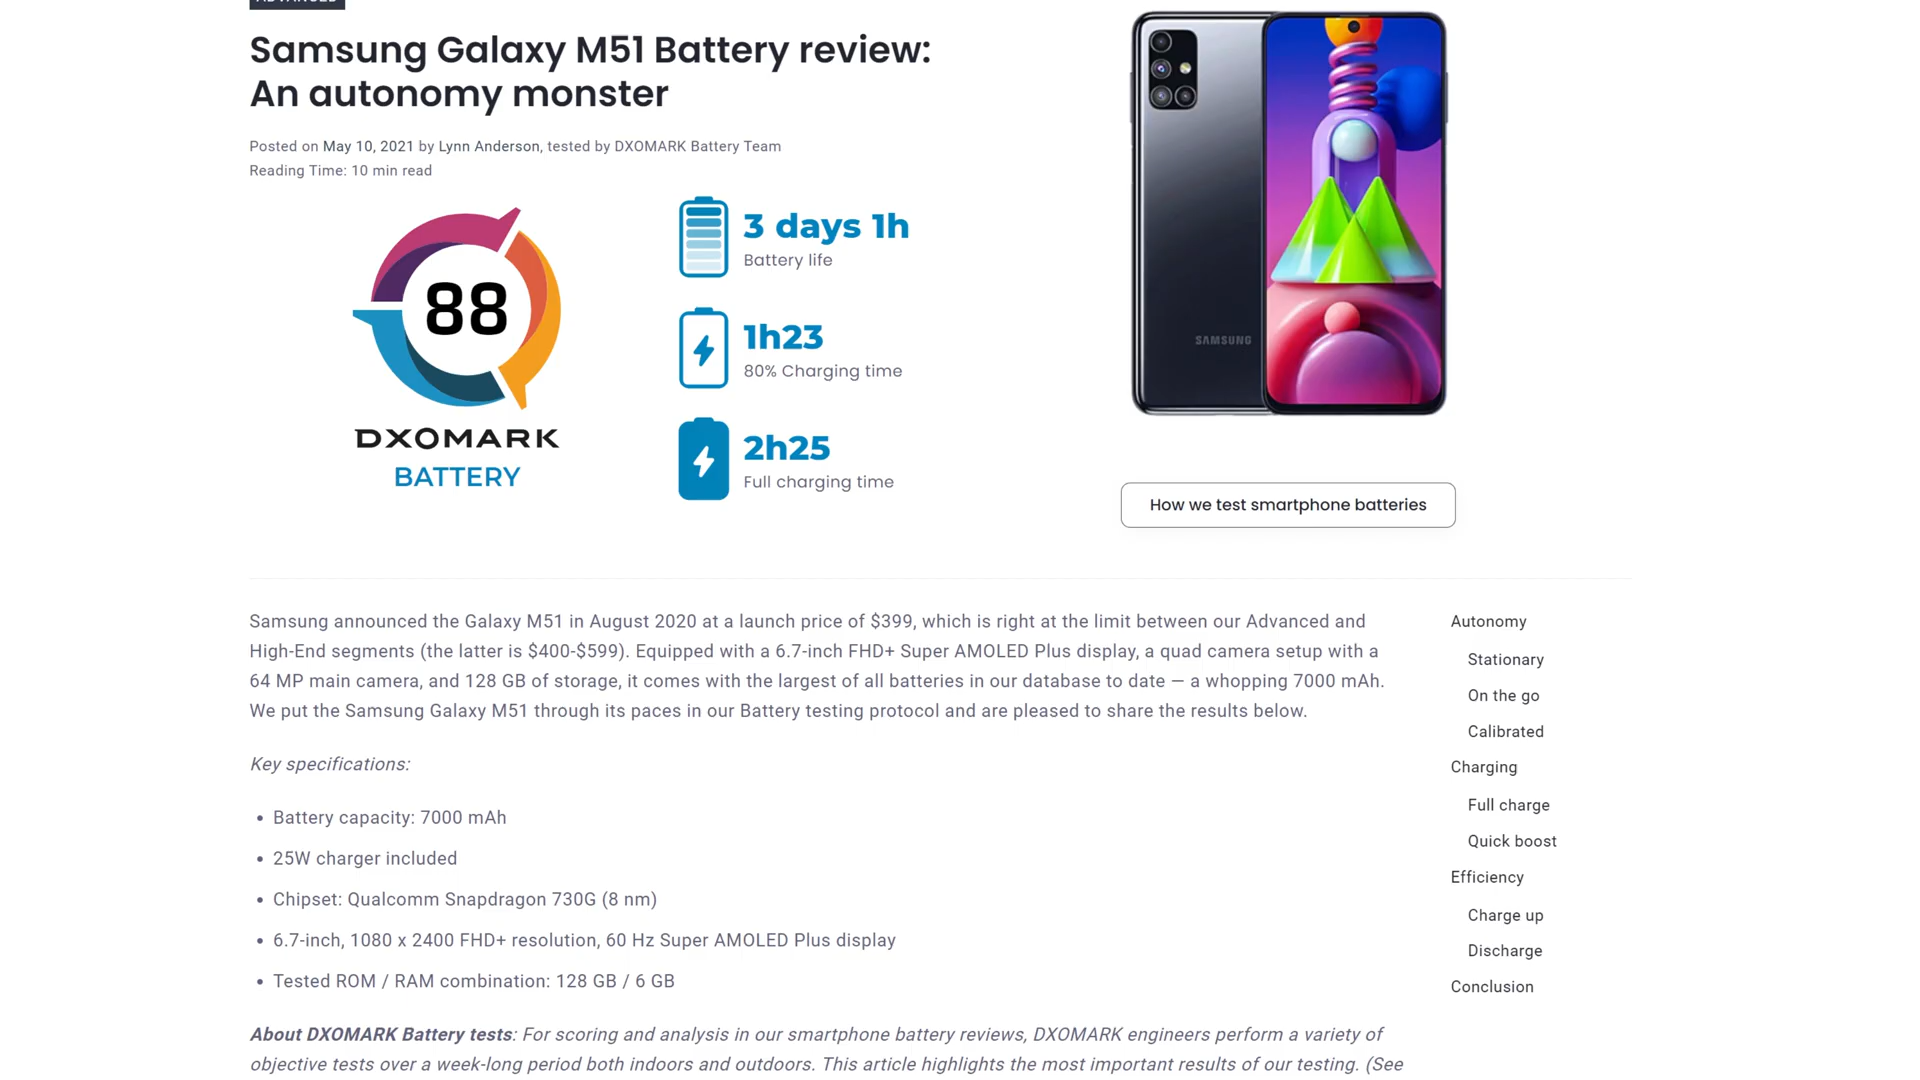 ADVANCED
Samsung Galaxy M51 Battery review:
An autonomy monster
Posted on May 10, 2021 by Lynn Anderson, tested by DXOMARK Battery Team
Reading Time: 10 min read
88
DXOMARK
BATTERY
3 days 1h
Battery life
1h23
80% Charging time
2h25
Full charging time
SAMSUNG
How we test smartphone batteries
Samsung announced the Galaxy M51 in August 2020 at a launch price of $399, which is right at the limit between our Advanced and
High-End segments (the latter is $400-$599). Equipped with a 6.7-inch FHD+ Super AMOLED Plus display, a quad camera setup with a
64 MP main camera, and 128 GB of storage, it comes with the largest of all batteries in our database to date — a whopping 7000 mAh.
We put the Samsung Galaxy M51 through its paces in our Battery testing protocol and are pleased to share the results below.
Key specifications:
• Battery capacity: 7000 mAh
• 25W charger included
• Chipset: Qualcomm Snapdragon 730G (8 nm)
• 6.7-inch, 1080 x 2400 FHD+ resolution, 60 Hz Super AMOLED Plus display
• Tested ROM / RAM combination: 128 GB / 6 GB
About DXOMARK Battery tests: For scoring and analysis in our smartphone battery reviews, DXOMARK engineers perform a variety of
objective tests over a week-long period both indoors and outdoors. This article highlights the most important results of our testing. (See
Autonomy
Stationary
On the go
Calibrated
Charging
Full charge
Quick boost
Efficiency
Charge up
Discharge
Conclusion